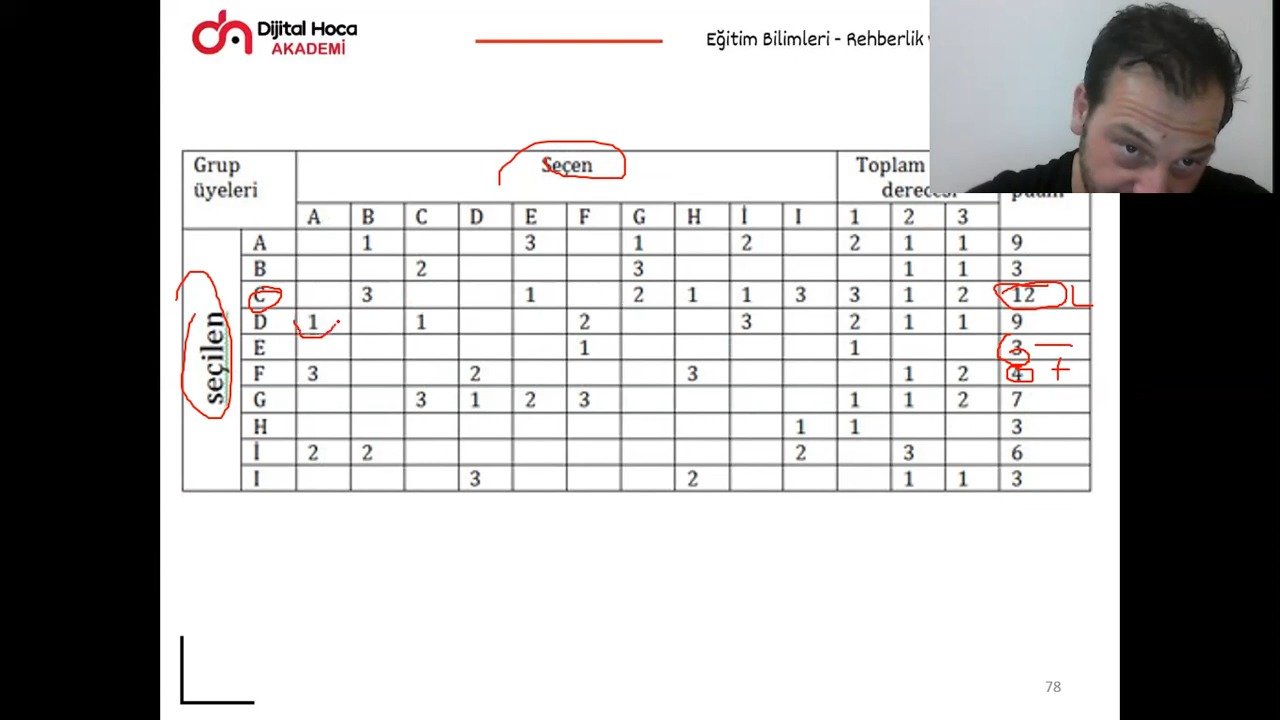 Dijital Hoca
AKADEMİ
Eğitim Bilimleri - Rehberlik
Grup üyeleri Seçen Toplam
A B C D E F G H İ I 1 2 3
seçilen
A 1 3 1 2 2 1 1 9
B 2 3 1 1 3
C 3 1 2 1 1 3 3 1 2 12 L
D 1 1 2 3 2 1 1 9
E 1 1 3 —
F 3 2 3 1 2 4 +
G 3 1 2 3 1 1 2 7
H 1 1 3
İ 2 2 2 3 6
I 3 2 1 1 3
78